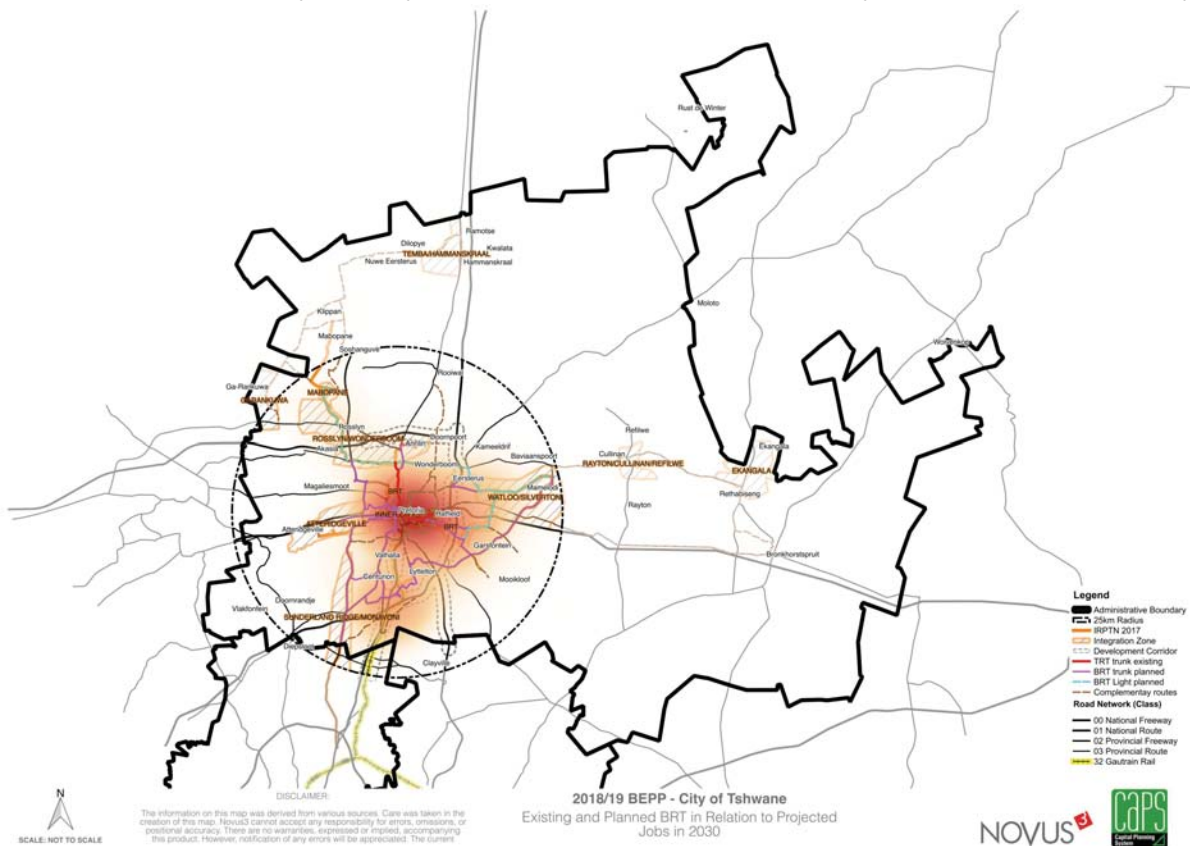 Rust de Winter
Ramotse
Dilopye
Kwalata
TEMBA/HAMMANSKRAAL
Nuwe Eersterus
Hammanskraal
Moloto
Klippan
Mabopane
Soshanguve
Rooiwal
Ga-Rankuwa
MABOPANE
Rosslyn
ROSSLYN/WONDERBOOM
Doornpoort
Akasia
Kameeldrif
Baviaanspoort
Wonderboom
Refilwe
Cullinan
RAYTON/CULLINAN/REFILWE
Ekangala
EKANGALA
Eersterus
Mamelodi
Magaliesmoot
BRT
WATLOO/SILVERTON
Rethabiseng
Rayton
Pretoria
Hatfield
ATTERIDGEVILLE
Atteridgeville
BRT
Garsfontein
Valhalla
Bronkhorstspruit
Centurion
Lyttelton
Mooikloof
Doornrandje
Vlakfontein
SUNDERLAND RIDGE/MONAVONI
Diepsloot
Clayville
Legend
Administrative Boundary
25km Radius
IRPTN 2017
Integration Zone
Development Corridor
TRT trunk existing
BRT trunk planned
BRT Light planned
Complementay routes
Road Network (Class)
00 National Freeway
01 National Route
02 Provincial Freeway
03 Provincial Route
32 Gautrain Rail
N
SCALE: NOT TO SCALE
DISCLAIMER:
The information on this map was derived from various sources. Care was taken in the
creation of this map. Novus3 cannot accept any responsibility for errors, omissions, or
positional accuracy. There are no warranties, expressed or implied, accompanying
this product. However, notification of any errors will be appreciated. The current
2018/19 BEPP - City of Tshwane
Existing and Planned BRT in Relation to Projected
Jobs in 2030
NOVUS3
CAPS
Capital Planning
System